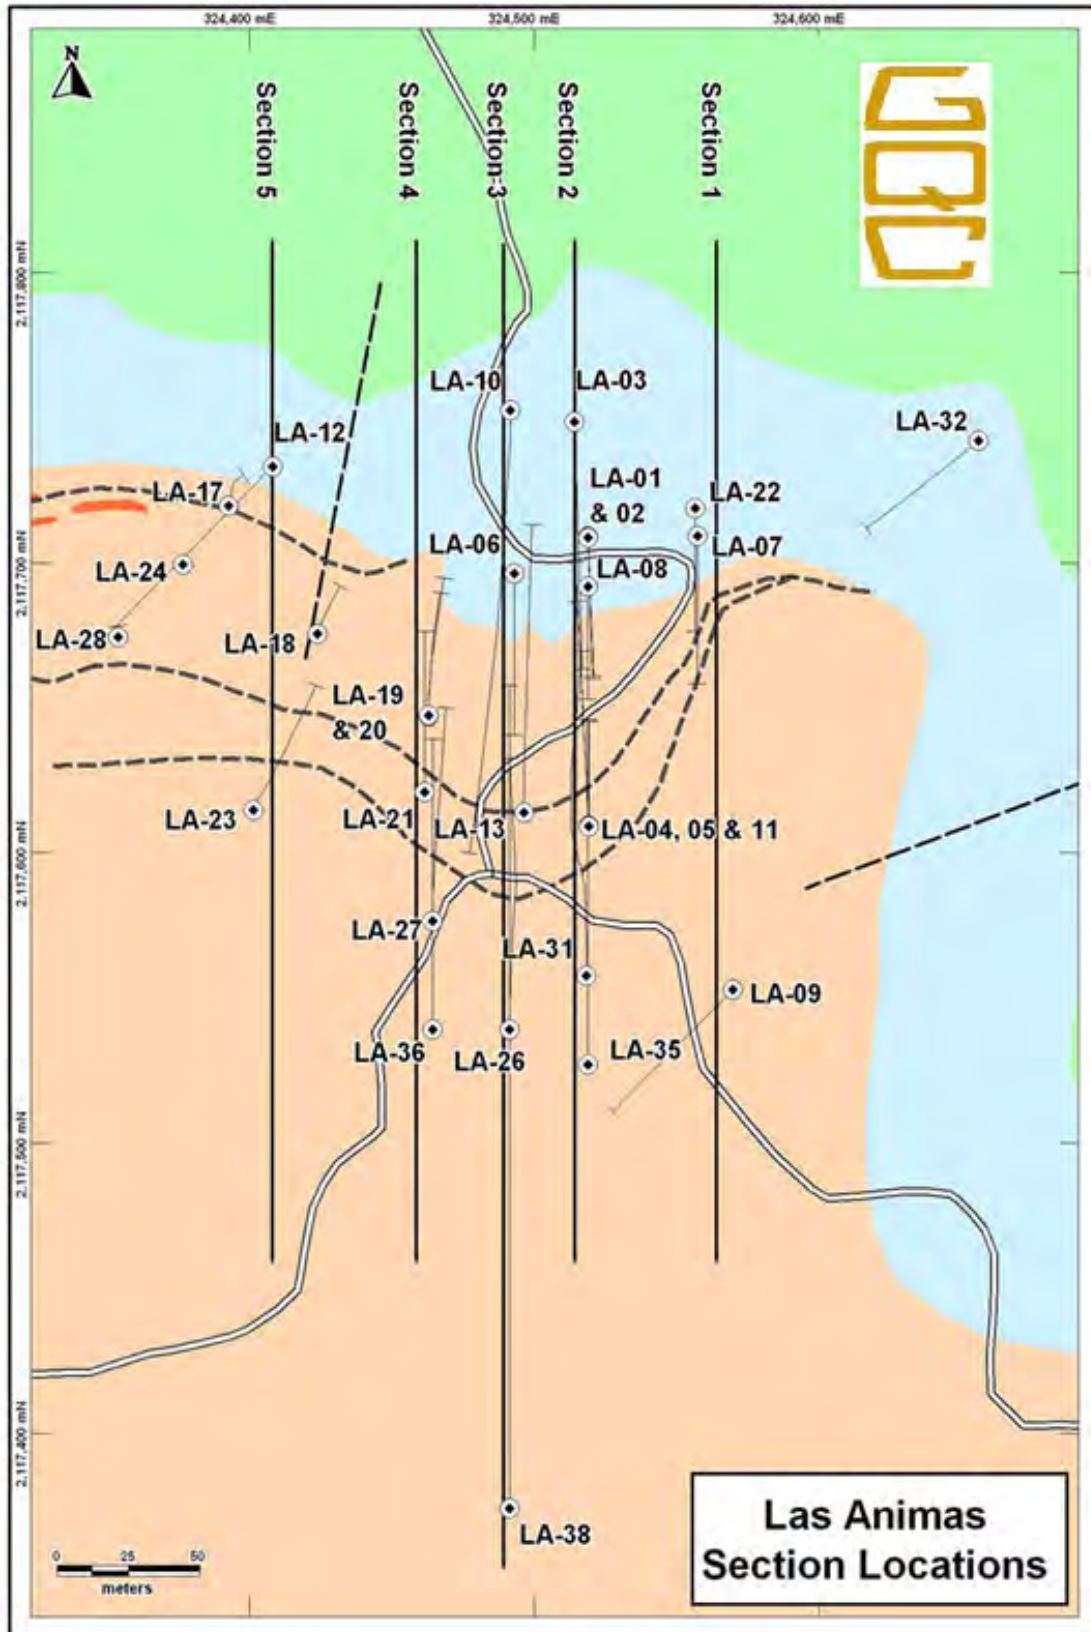 324,400 mE
324,500 mE
324,600 mE
N
GQC
Section 5
Section 4
Section 3
Section 2
Section 1
2,117,800 mN
2,117,700 mN
2,117,600 mN
2,117,500 mN
2,117,400 mN
LA-10
LA-03
LA-32
LA-12
LA-17
LA-01
& 02
LA-22
LA-06
LA-07
LA-24
LA-08
LA-28
LA-18
LA-19
& 20
LA-23
LA-21
LA-13
LA-04, 05 & 11
LA-27
LA-31
LA-09
LA-36
LA-26
LA-35
LA-38
0 25 50
meters
Las Animas
Section Locations